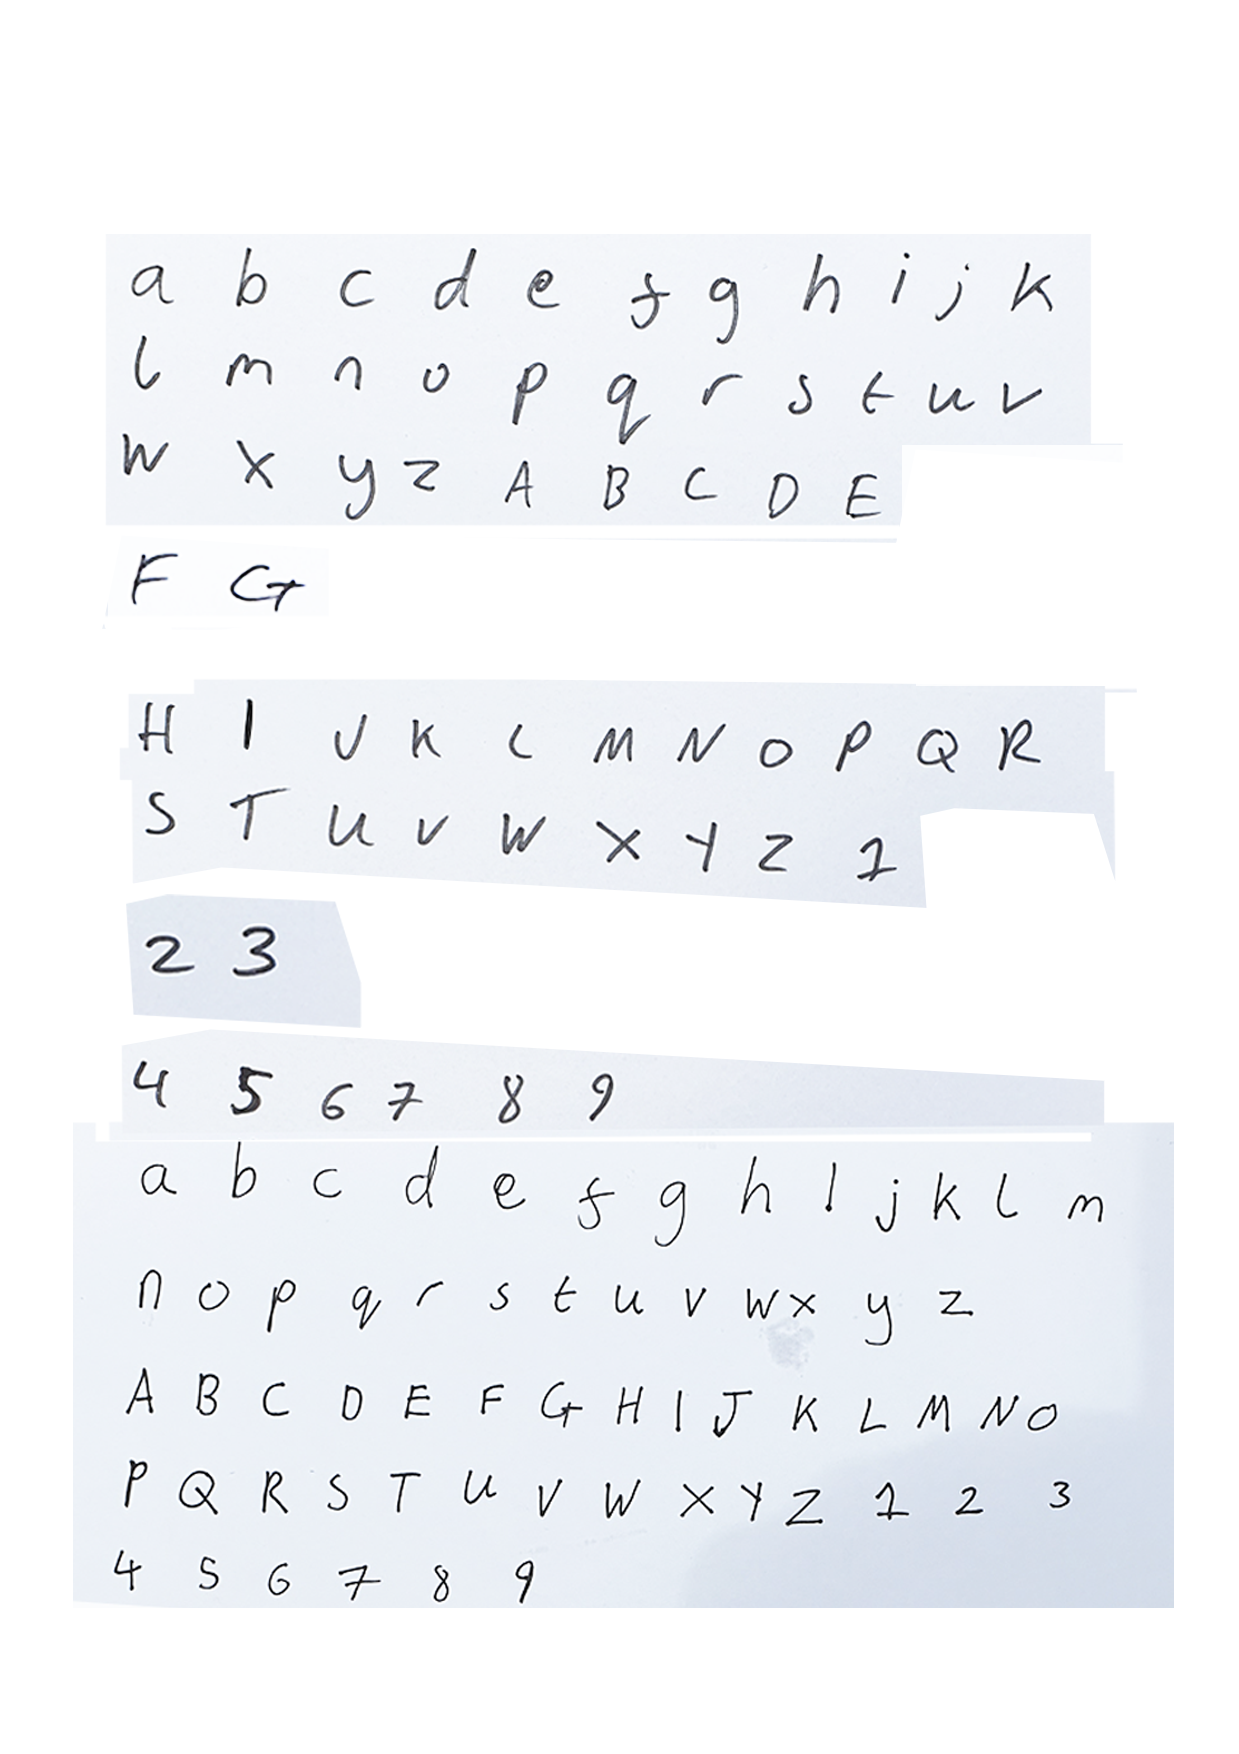 a b c d e f g h i j k
l m n o p q r s t u v
w x y z A B C D E
F G
H I J K L M N O P Q R
S T U V W X Y Z 1
2 3
4 5 6 7 8 9
a b c d e f g h i j k l m
n o p q r s t u v w x y z
A B C D E F G H I J K L M N O
P Q R S T U V W X Y Z 1 2 3
4 5 6 7 8 9